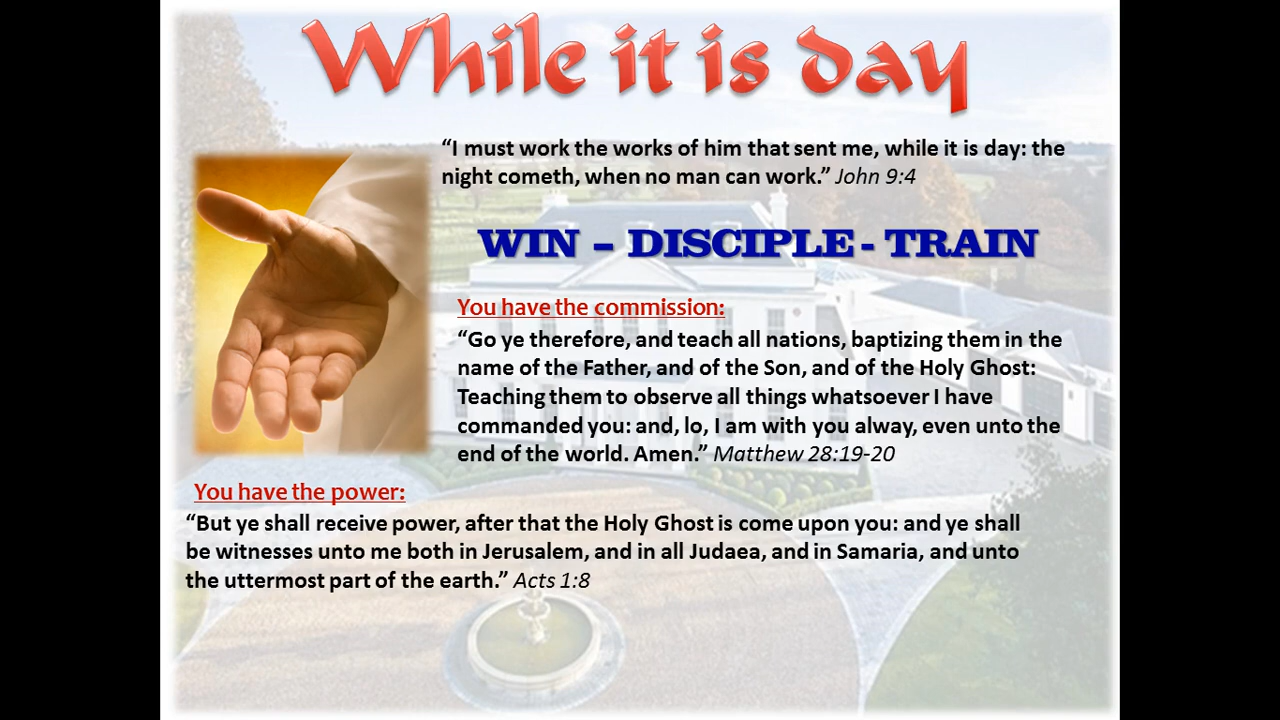 While it is day
“I must work the works of him that sent me, while it is day: the
night cometh, when no man can work.” John 9:4
WIN – DISCIPLE - TRAIN
You have the commission:
“Go ye therefore, and teach all nations, baptizing them in the
name of the Father, and of the Son, and of the Holy Ghost:
Teaching them to observe all things whatsoever I have
commanded you: and, lo, I am with you alway, even unto the
end of the world. Amen.” Matthew 28:19-20
You have the power:
“But ye shall receive power, after that the Holy Ghost is come upon you: and ye shall
be witnesses unto me both in Jerusalem, and in all Judaea, and in Samaria, and unto
the uttermost part of the earth.” Acts 1:8